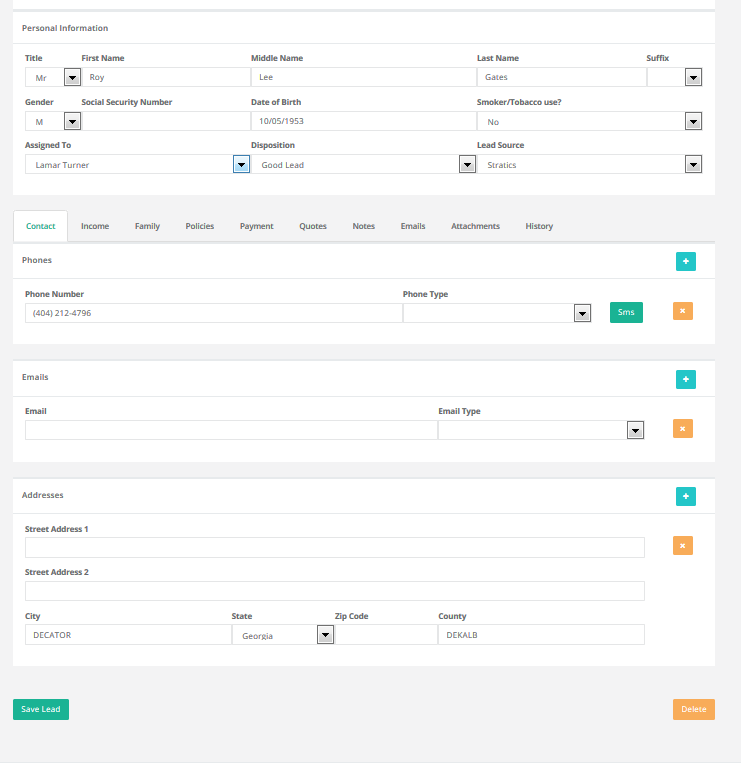 Personal Information
Title First Name Middle Name Last Name Suffix
Mr Roy Lee Gates
Gender Social Security Number Date of Birth Smoker/Tobacco use?
M 10/05/1953 No
Assigned To Disposition Lead Source
Lamar Turner Good Lead Stratics
Contact Income Family Policies Payment Quotes Notes Emails Attachments History
Phones +
Phone Number Phone Type
(404) 212-4796 Sms ×
Emails +
Email Email Type
×
Addresses +
Street Address 1
×
Street Address 2
City State Zip Code County
DECATOR Georgia DEKALB
Save Lead Delete